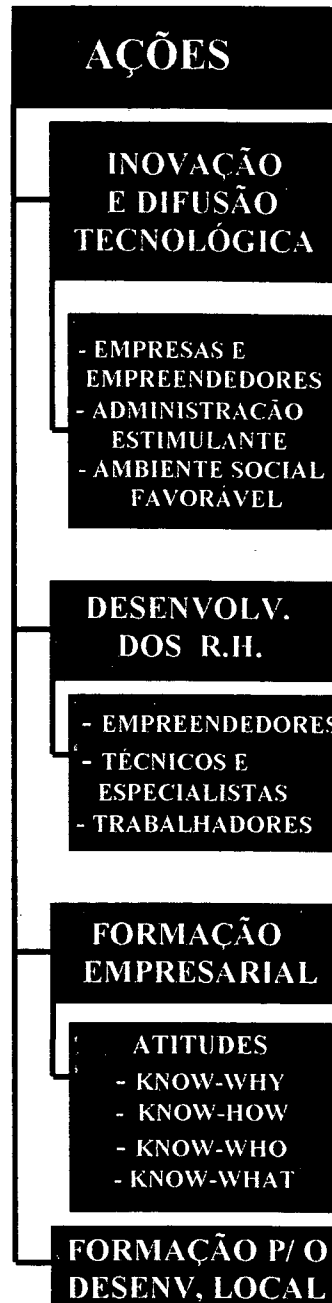 AÇÕES
INOVAÇÃO
E DIFUSÃO
TECNOLÓGICA
- EMPRESAS E
EMPREENDEDORES
- ADMINISTRAÇÃO
ESTIMULANTE
- AMBIENTE SOCIAL
FAVORÁVEL
DESENVOLV.
DOS R.H.
- EMPREENDEDORES
- TÉCNICOS E
ESPECIALISTAS
- TRABALHADORES
FORMAÇÃO
EMPRESARIAL
ATITUDES
- KNOW-WHY
- KNOW-HOW
- KNOW-WHO
- KNOW-WHAT
FORMAÇÃO P/ O
DESENV, LOCAL